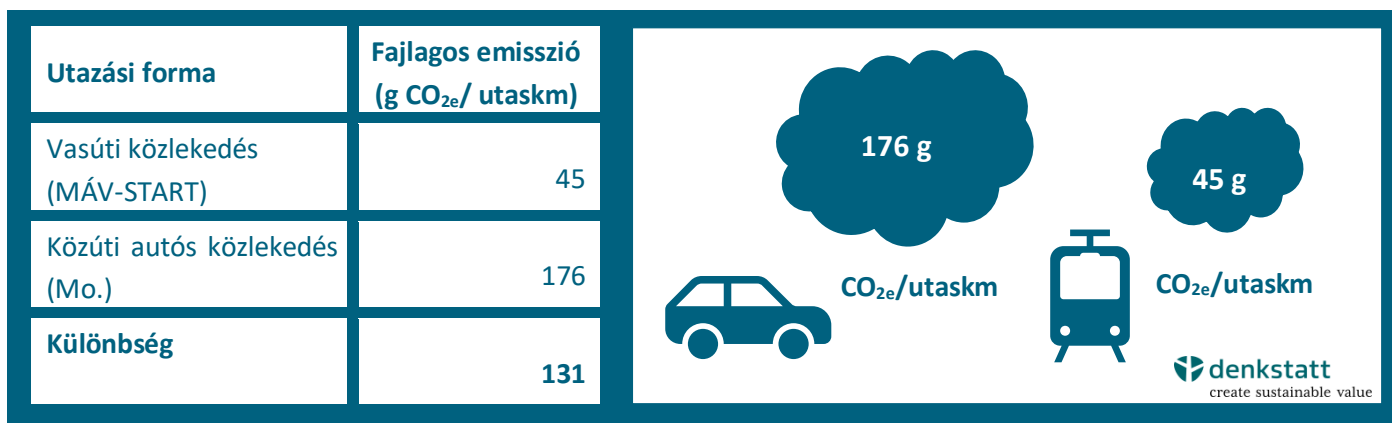 Utazási forma
Fajlagos emisszió
(g CO₂ₑ/ utaskm)
Vasúti közlekedés
(MÁV-START)
45
Közúti autós közlekedés
(Mo.)
176
Különbség
131
176 g
45 g
CO₂ₑ/utaskm
CO₂ₑ/utaskm
denkstatt
create sustainable value